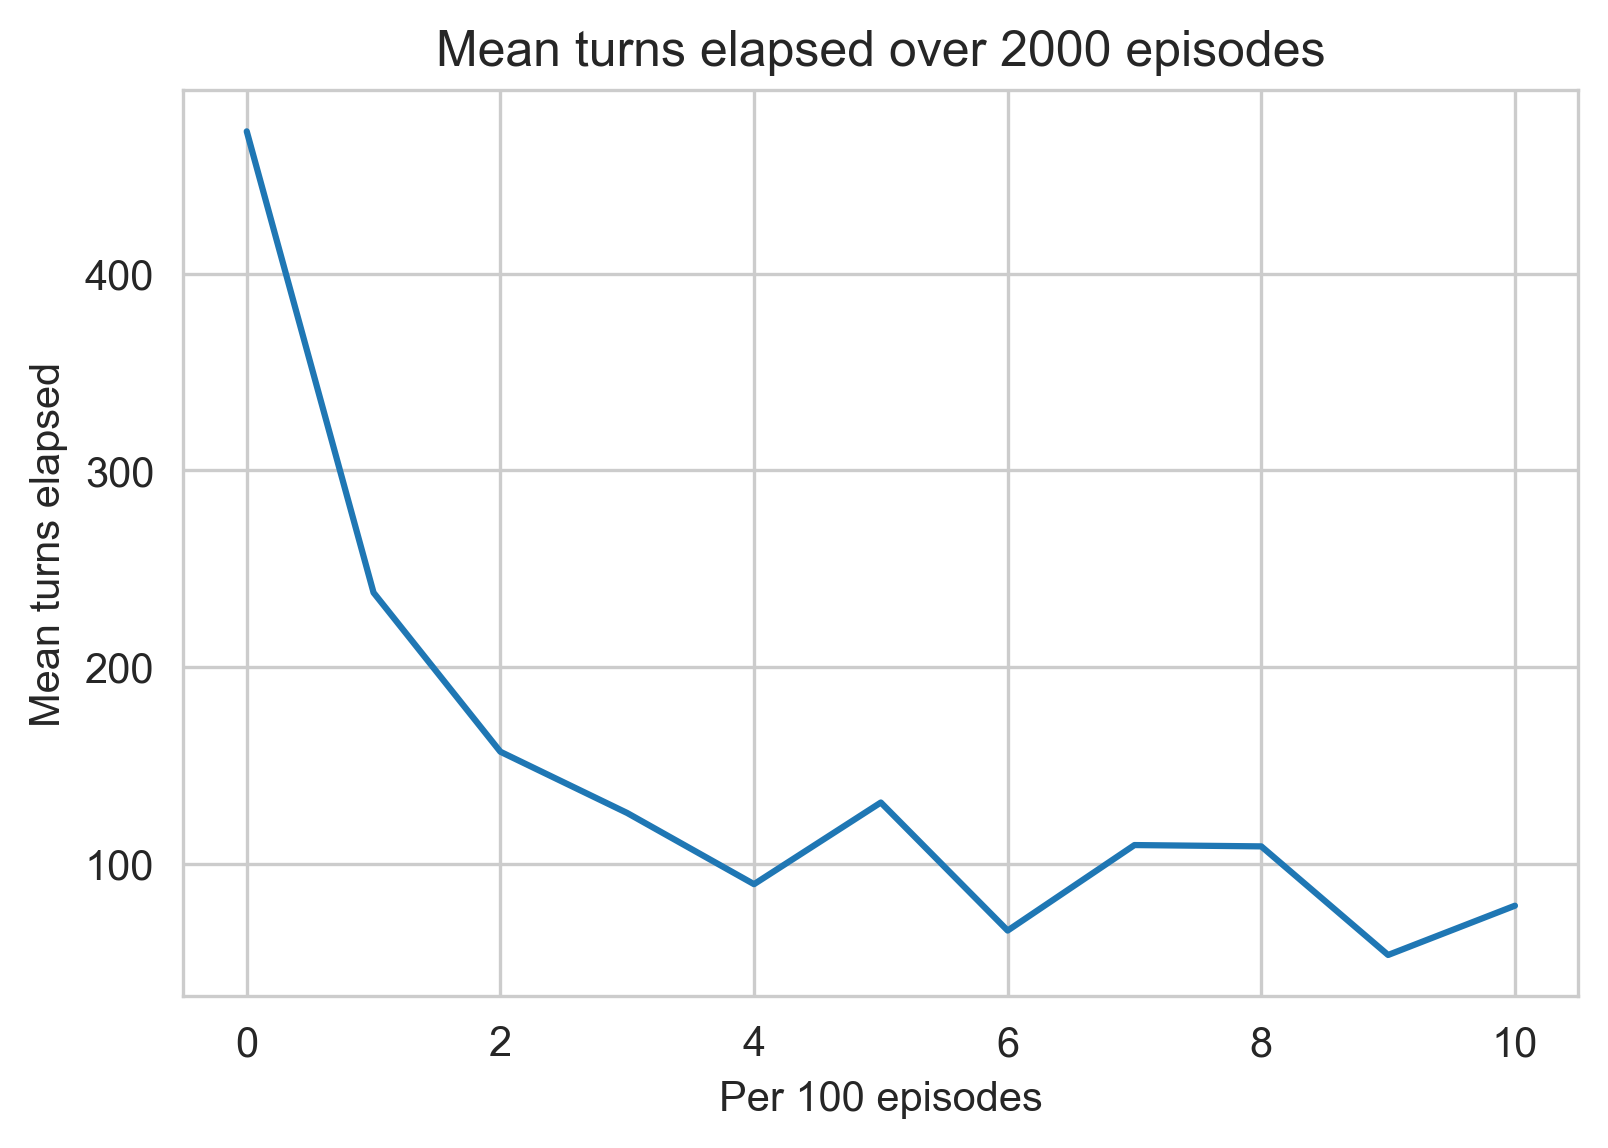 Mean turns elapsed over 2000 episodes
Mean turns elapsed
400
300
200
100
0 2 4 6 8 10
Per 100 episodes